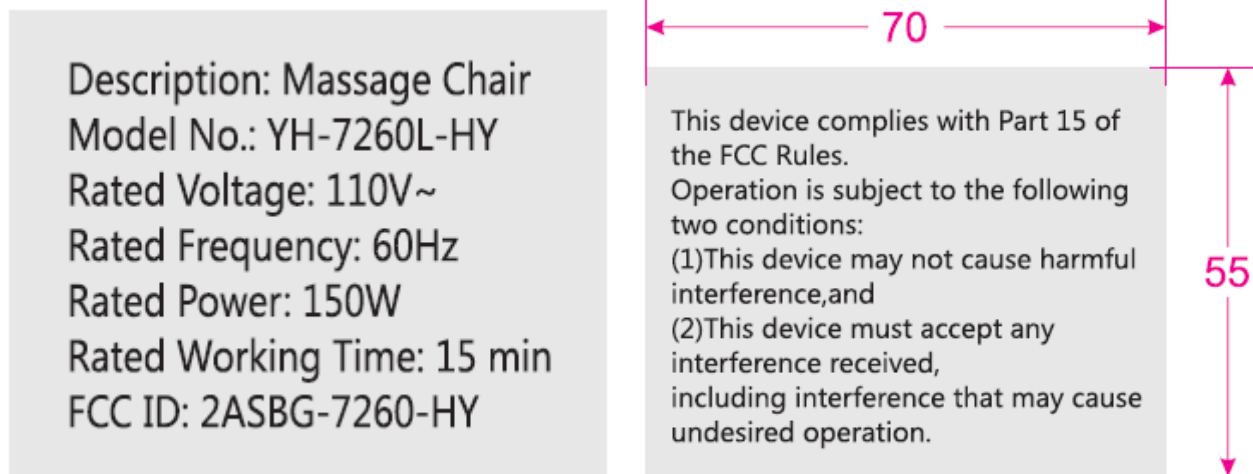 Description: Massage Chair
Model No.: YH-7260L-HY
Rated Voltage: 110V~
Rated Frequency: 60Hz
Rated Power: 150W
Rated Working Time: 15 min
FCC ID: 2ASBG-7260-HY
70
This device complies with Part 15 of
the FCC Rules.
Operation is subject to the following
two conditions:
(1)This device may not cause harmful
interference,and
(2)This device must accept any
interference received,
including interference that may cause
undesired operation.
55